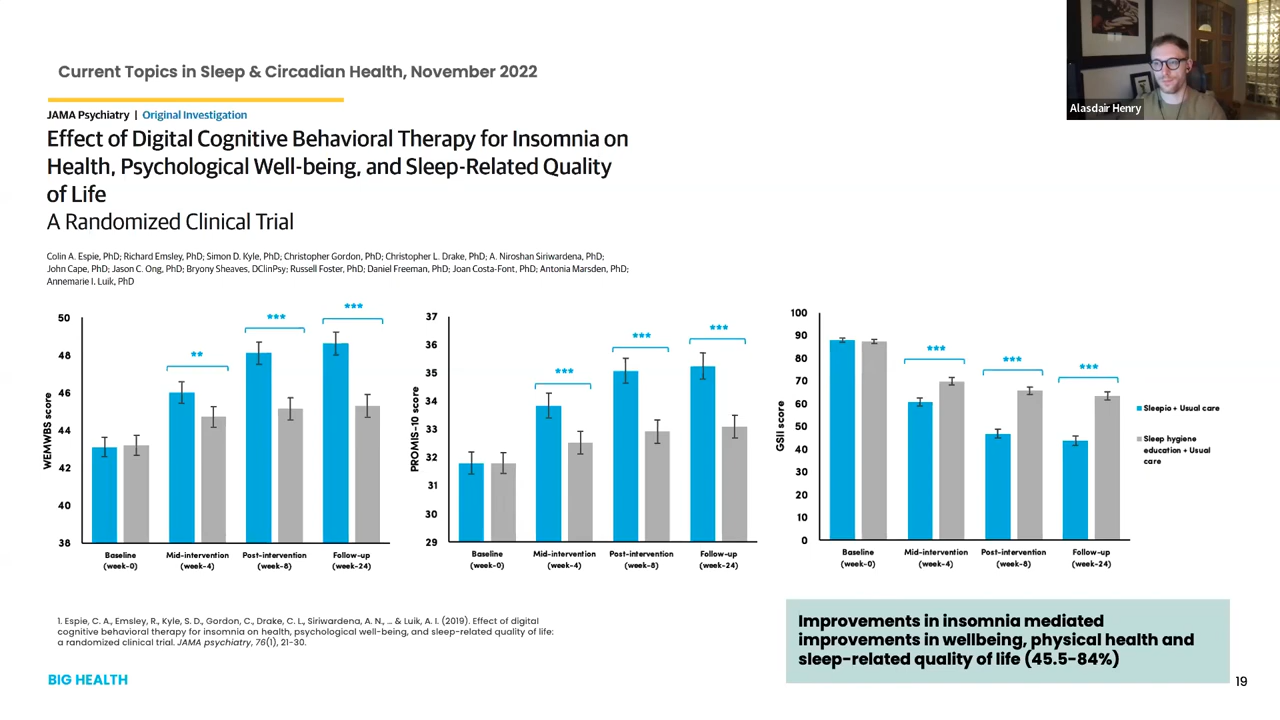 Current Topics in Sleep & Circadian Health, November 2022
Alasdair Henry
JAMA Psychiatry | Original Investigation
Effect of Digital Cognitive Behavioral Therapy for Insomnia on
Health, Psychological Well-being, and Sleep-Related Quality
of Life
A Randomized Clinical Trial
Colin A. Espie, PhD; Richard Emsley, PhD; Simon D. Kyle, PhD; Christopher Gordon, PhD; Christopher L. Drake, PhD; A. Niroshan Siriwardena, PhD;
John Cape, PhD; Jason C. Ong, PhD; Bryony Sheaves, DClinPsy; Russell Foster, PhD; Daniel Freeman, PhD; Joan Costa-Font, PhD; Antonia Marsden, PhD;
Annemarie I. Luik, PhD
WEMWBS score
50
48
46
44
42
40
38
**
***
***
Baseline
(week-0)
Mid-intervention
(week-4)
Post-intervention
(week-8)
Follow-up
(week-24)
PROMIS-10 score
37
36
35
34
33
32
31
30
29
***
***
***
Baseline
(week-0)
Mid-intervention
(week-4)
Post-intervention
(week-8)
Follow-up
(week-24)
GSII score
100
90
80
70
60
50
40
30
20
10
0
***
***
***
Baseline
(week-0)
Mid-intervention
(week-4)
Post-intervention
(week-8)
Follow-up
(week-24)
Sleepio + Usual care
Sleep hygiene
education + Usual
care
1. Espie, C. A., Emsley, R., Kyle, S. D., Gordon, C., Drake, C. L., Siriwardena, A. N., ... & Luik, A. I. (2019). Effect of digital
cognitive behavioral therapy for insomnia on health, psychological well-being, and sleep-related quality of life:
a randomized clinical trial. JAMA psychiatry, 76(1), 21-30.
Improvements in insomnia mediated
improvements in wellbeing, physical health and
sleep-related quality of life (45.5-84%)
BIG HEALTH
19